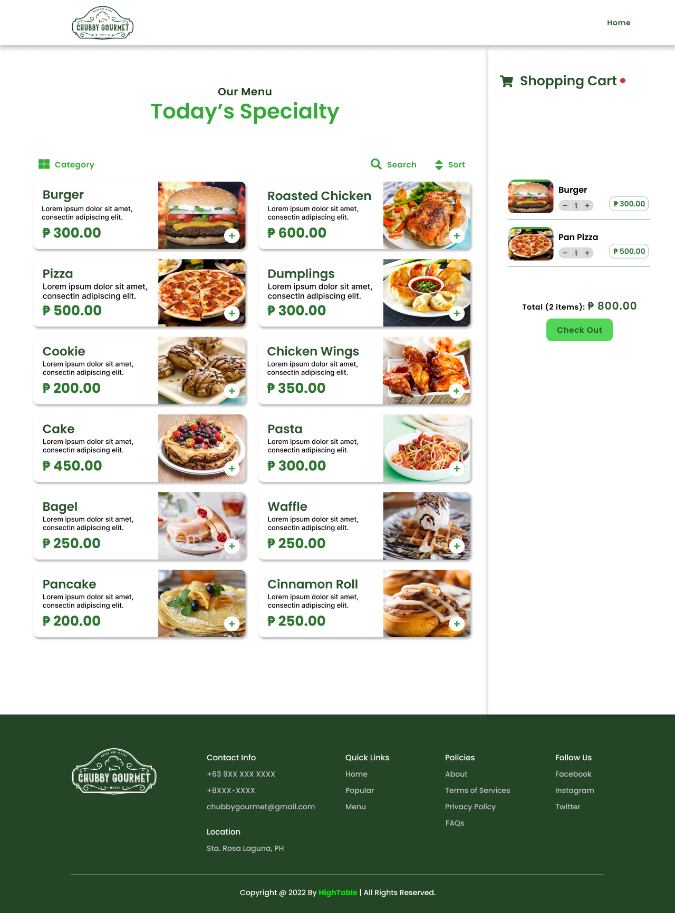 CHUBBY GOURMET
Home
Our Menu
Today's Specialty
Category
Search
Sort
Burger
Lorem ipsum dolor sit amet,
consectin adipiscing elit.
₱ 300.00
Roasted Chicken
Lorem ipsum dolor sit amet,
consectin adipiscing elit.
₱ 600.00
Pizza
Lorem ipsum dolor sit amet,
consectin adipiscing elit.
₱ 500.00
Dumplings
Lorem ipsum dolor sit amet,
consectin adipiscing elit.
₱ 300.00
Cookie
Lorem ipsum dolor sit amet,
consectin adipiscing elit.
₱ 200.00
Chicken Wings
Lorem ipsum dolor sit amet,
consectin adipiscing elit.
₱ 350.00
Cake
Lorem ipsum dolor sit amet,
consectin adipiscing elit.
₱ 450.00
Pasta
Lorem ipsum dolor sit amet,
consectin adipiscing elit.
₱ 300.00
Bagel
Lorem ipsum dolor sit amet,
consectin adipiscing elit.
₱ 250.00
Waffle
Lorem ipsum dolor sit amet,
consectin adipiscing elit.
₱ 250.00
Pancake
Lorem ipsum dolor sit amet,
consectin adipiscing elit.
₱ 200.00
Cinnamon Roll
Lorem ipsum dolor sit amet,
consectin adipiscing elit.
₱ 250.00
Shopping Cart
Burger
− 1 +
₱ 300.00
Pan Pizza
− 1 +
₱ 500.00
Total (2 items): ₱ 800.00
Check Out
CHUBBY GOURMET
Contact Info
+63 9XX XXX XXXX
+8XXX-XXXX
chubbygourmet@gmail.com
Location
Sta. Rosa Laguna, PH
Quick Links
Home
Popular
Menu
Policies
About
Terms of Services
Privacy Policy
FAQs
Follow Us
Facebook
Instagram
Twitter
Copyright @ 2022 By HighTable | All Rights Reserved.